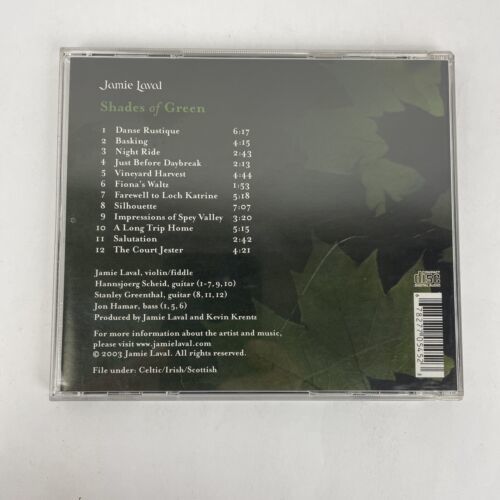 Jamie Laval
Shades of Green
1 Danse Rustique 6:17
2 Basking 4:15
3 Night Ride 2:43
4 Just Before Daybreak 2:13
5 Vineyard Harvest 4:44
6 Fiona's Waltz 1:53
7 Farewell to Loch Katrine 5:18
8 Silhouette 7:07
9 Impressions of Spey Valley 3:20
10 A Long Trip Home 5:15
11 Salutation 2:42
12 The Court Jester 4:21
Jamie Laval, violin/fiddle
Hannsjoerg Scheid, guitar (1-7, 9, 10)
Stanley Greenthal, guitar (8, 11, 12)
Jon Hamar, bass (1, 5, 6)
Produced by Jamie Laval and Kevin Krentz
For more information about the artist and music,
please visit www.jamielaval.com
© 2003 Jamie Laval. All rights reserved.
File under: Celtic/Irish/Scottish
COMPACT
disc
DIGITAL AUDIO